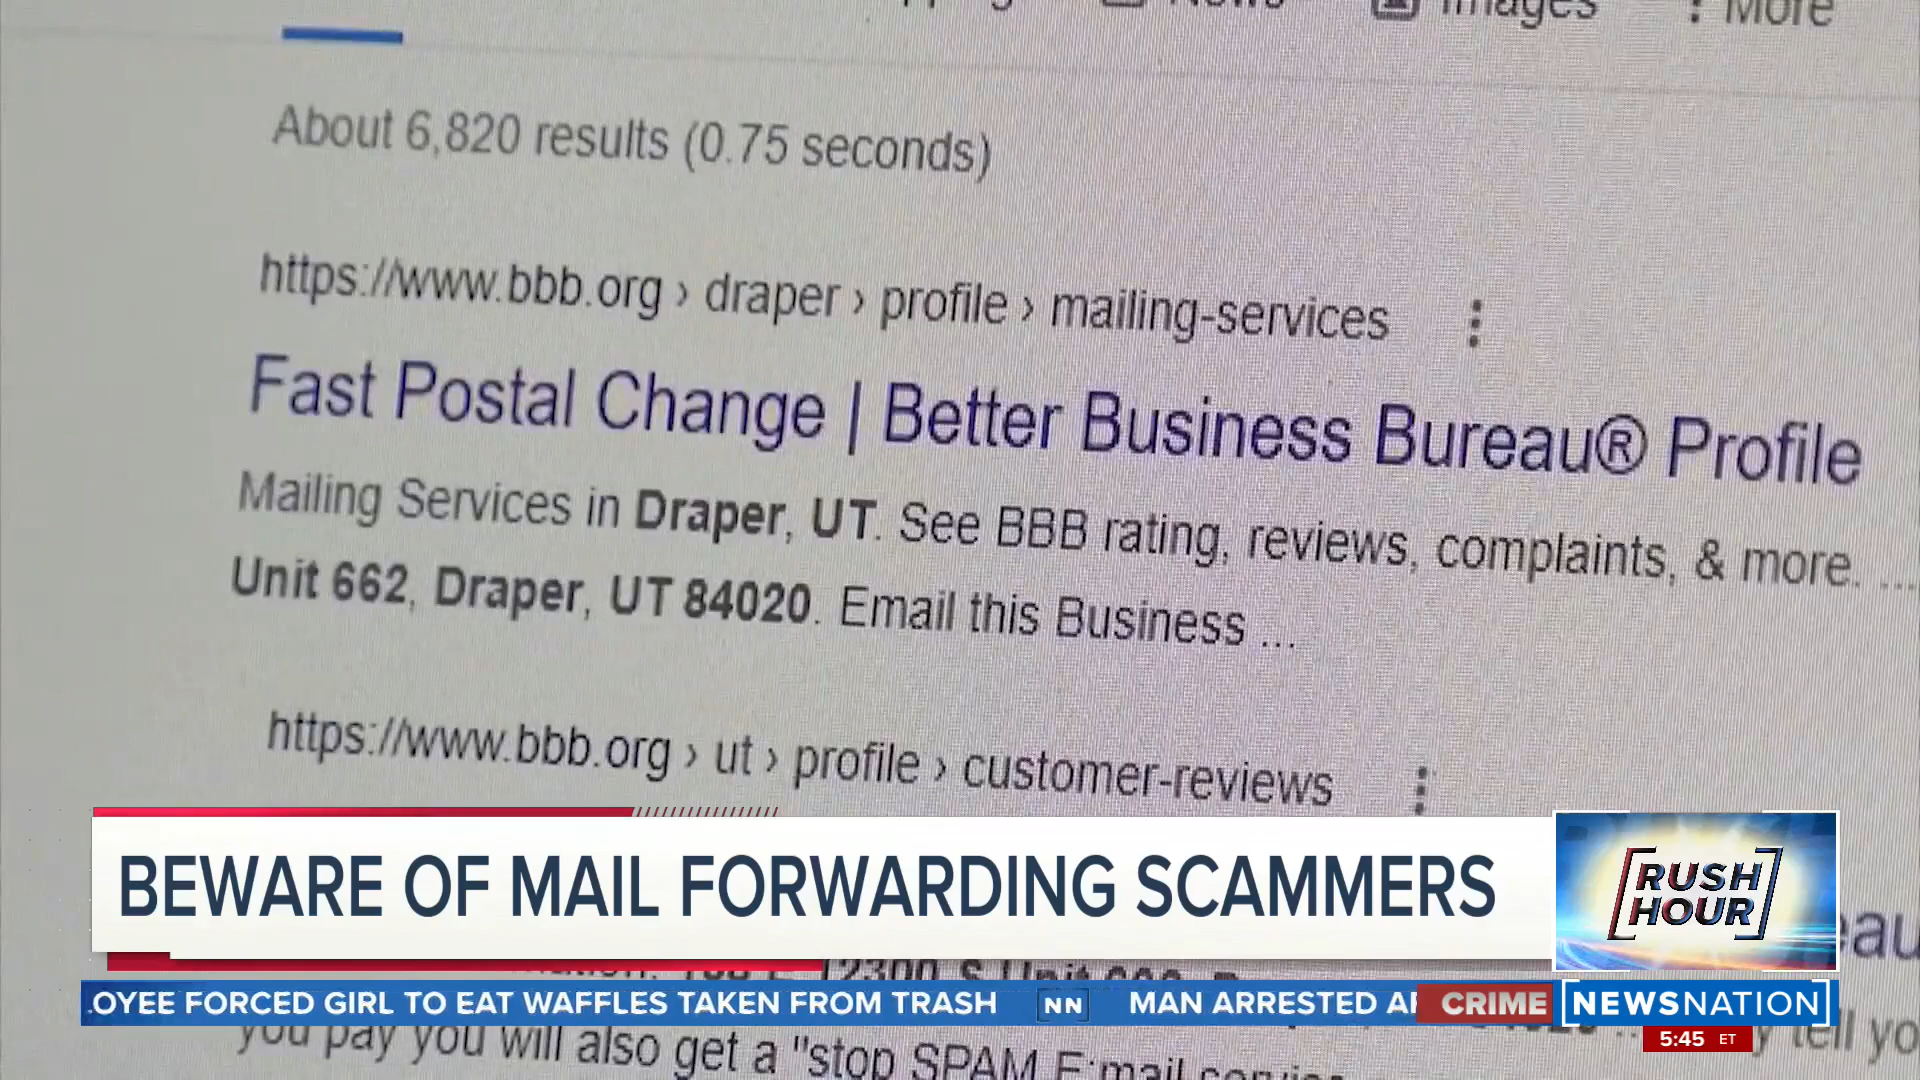 Images
More
About 6,820 results (0.75 seconds)
https://www.bbb.org › draper › profile › mailing-services
Fast Postal Change | Better Business Bureau® Profile
Mailing Services in Draper, UT. See BBB rating, reviews, complaints, & more. ...
Unit 662, Draper, UT 84020. Email this Business ...
https://www.bbb.org › ut › profile › customer-reviews
BEWARE OF MAIL FORWARDING SCAMMERS
RUSH
HOUR
12300 S Unit
.OYEE FORCED GIRL TO EAT WAFFLES TAKEN FROM TRASH
NN
MAN ARRESTED
CRIME
NEWSNATION
you pay you will also get a "stop SPAM
tell
5:45 ET